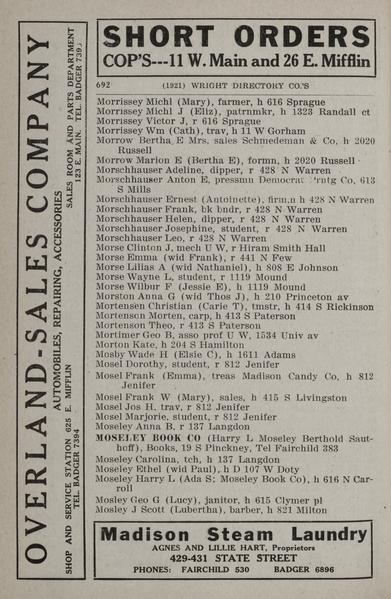 SHORT ORDERS
COP'S---11 W. Main and 26 E. Mifflin
OVERLAND-SALES COMPANY
AUTOMOBILES, REPAIRING, ACCESSORIES
SHOP AND SERVICE STATION 625 E. MIFFLIN
TEL. BADGER 7394
SALES ROOM AND PARTS DEPARTMENT
123 E. MAIN. TEL. BADGER 739
692 (1921) WRIGHT DIRECTORY CO.'S
Morrissey Michl (Mary), farmer, h 616 Sprague
Morrissey Michl J (Eliz), patrnmkr, h 1323 Randall ct
Morrissey Victor J, r 616 Sprague
Morrissey Wm (Cath), trav, h 11 W Gorham
Morrow Bertha E Mrs, sales Schmedeman & Co, h 2020
Russell
Morrow Marion E (Bertha E), formn, h 2020 Russell
Morschhauser Adeline, dipper, r 428 N Warren
Morschhauser Anton E, pressmn Democrat Prntg Co, 613
S Mills
Morschhauser Ernest (Antoinette), firmn, h 428 N Warren
Morschhauser Frank, bk bndr, r 428 N Warren
Morschhauser Helen, dipper, r 428 N Warren
Morschhauser Josephine, student, r 428 N Warren
Morschhauser Leo, r 428 N Warren
Morse Clinton J, mech U W, r Hiram Smith Hall
Morse Emma (wid Frank), r 441 N Few
Morse Lilias A (wid Nathaniel), h 808 E Johnson
Morse Wayne L, student, r 1119 Mound
Morse Wilbur F (Jessie E), h 1119 Mound
Morston Anna G (wid Thos J), h 210 Princeton av
Mortensen Christian (Carie T), tmstr, h 414 S Rickinson
Mortenson Morten, carp, h 413 S Paterson
Mortenson Theo, r 413 S Paterson
Mortimer Geo B, asso prof U W, 1534 Univ av
Morton Kate, h 204 S Hamilton
Mosby Wade H (Elsie C), h 1611 Adams
Mosel Dorothy, student, r 812 Jenifer
Mosel Frank (Emma), treas Madison Candy Co, h 812
Jenifer
Mosel Frank W (Mary), sales, h 415 S Livingston
Mosel Jos H, trav, r 812 Jenifer
Mosel Marjorie, student, r 812 Jenifer
Moseley Anna B, r 137 Langdon
MOSELEY BOOK CO (Harry L Moseley Berthold Saut-
hoff), Books, 19 S Pinckney, Tel Fairchild 383
Moseley Carolina, tch, h 137 Langdon
Moseley Ethel (wid Paul), h D 107 W Doty
Moseley Harry L (Ada S; Moseley Book Co), h 616 N Car-
roll
Mosley Geo G (Lucy), janitor, h 615 Clymer pl
Mosley J Scott (Lubertha), barber, h 821 Milton
Madison Steam Laundry
AGNES AND LILLIE HART, Proprietors
429-431 STATE STREET
PHONES: FAIRCHILD 530 BADGER 6896